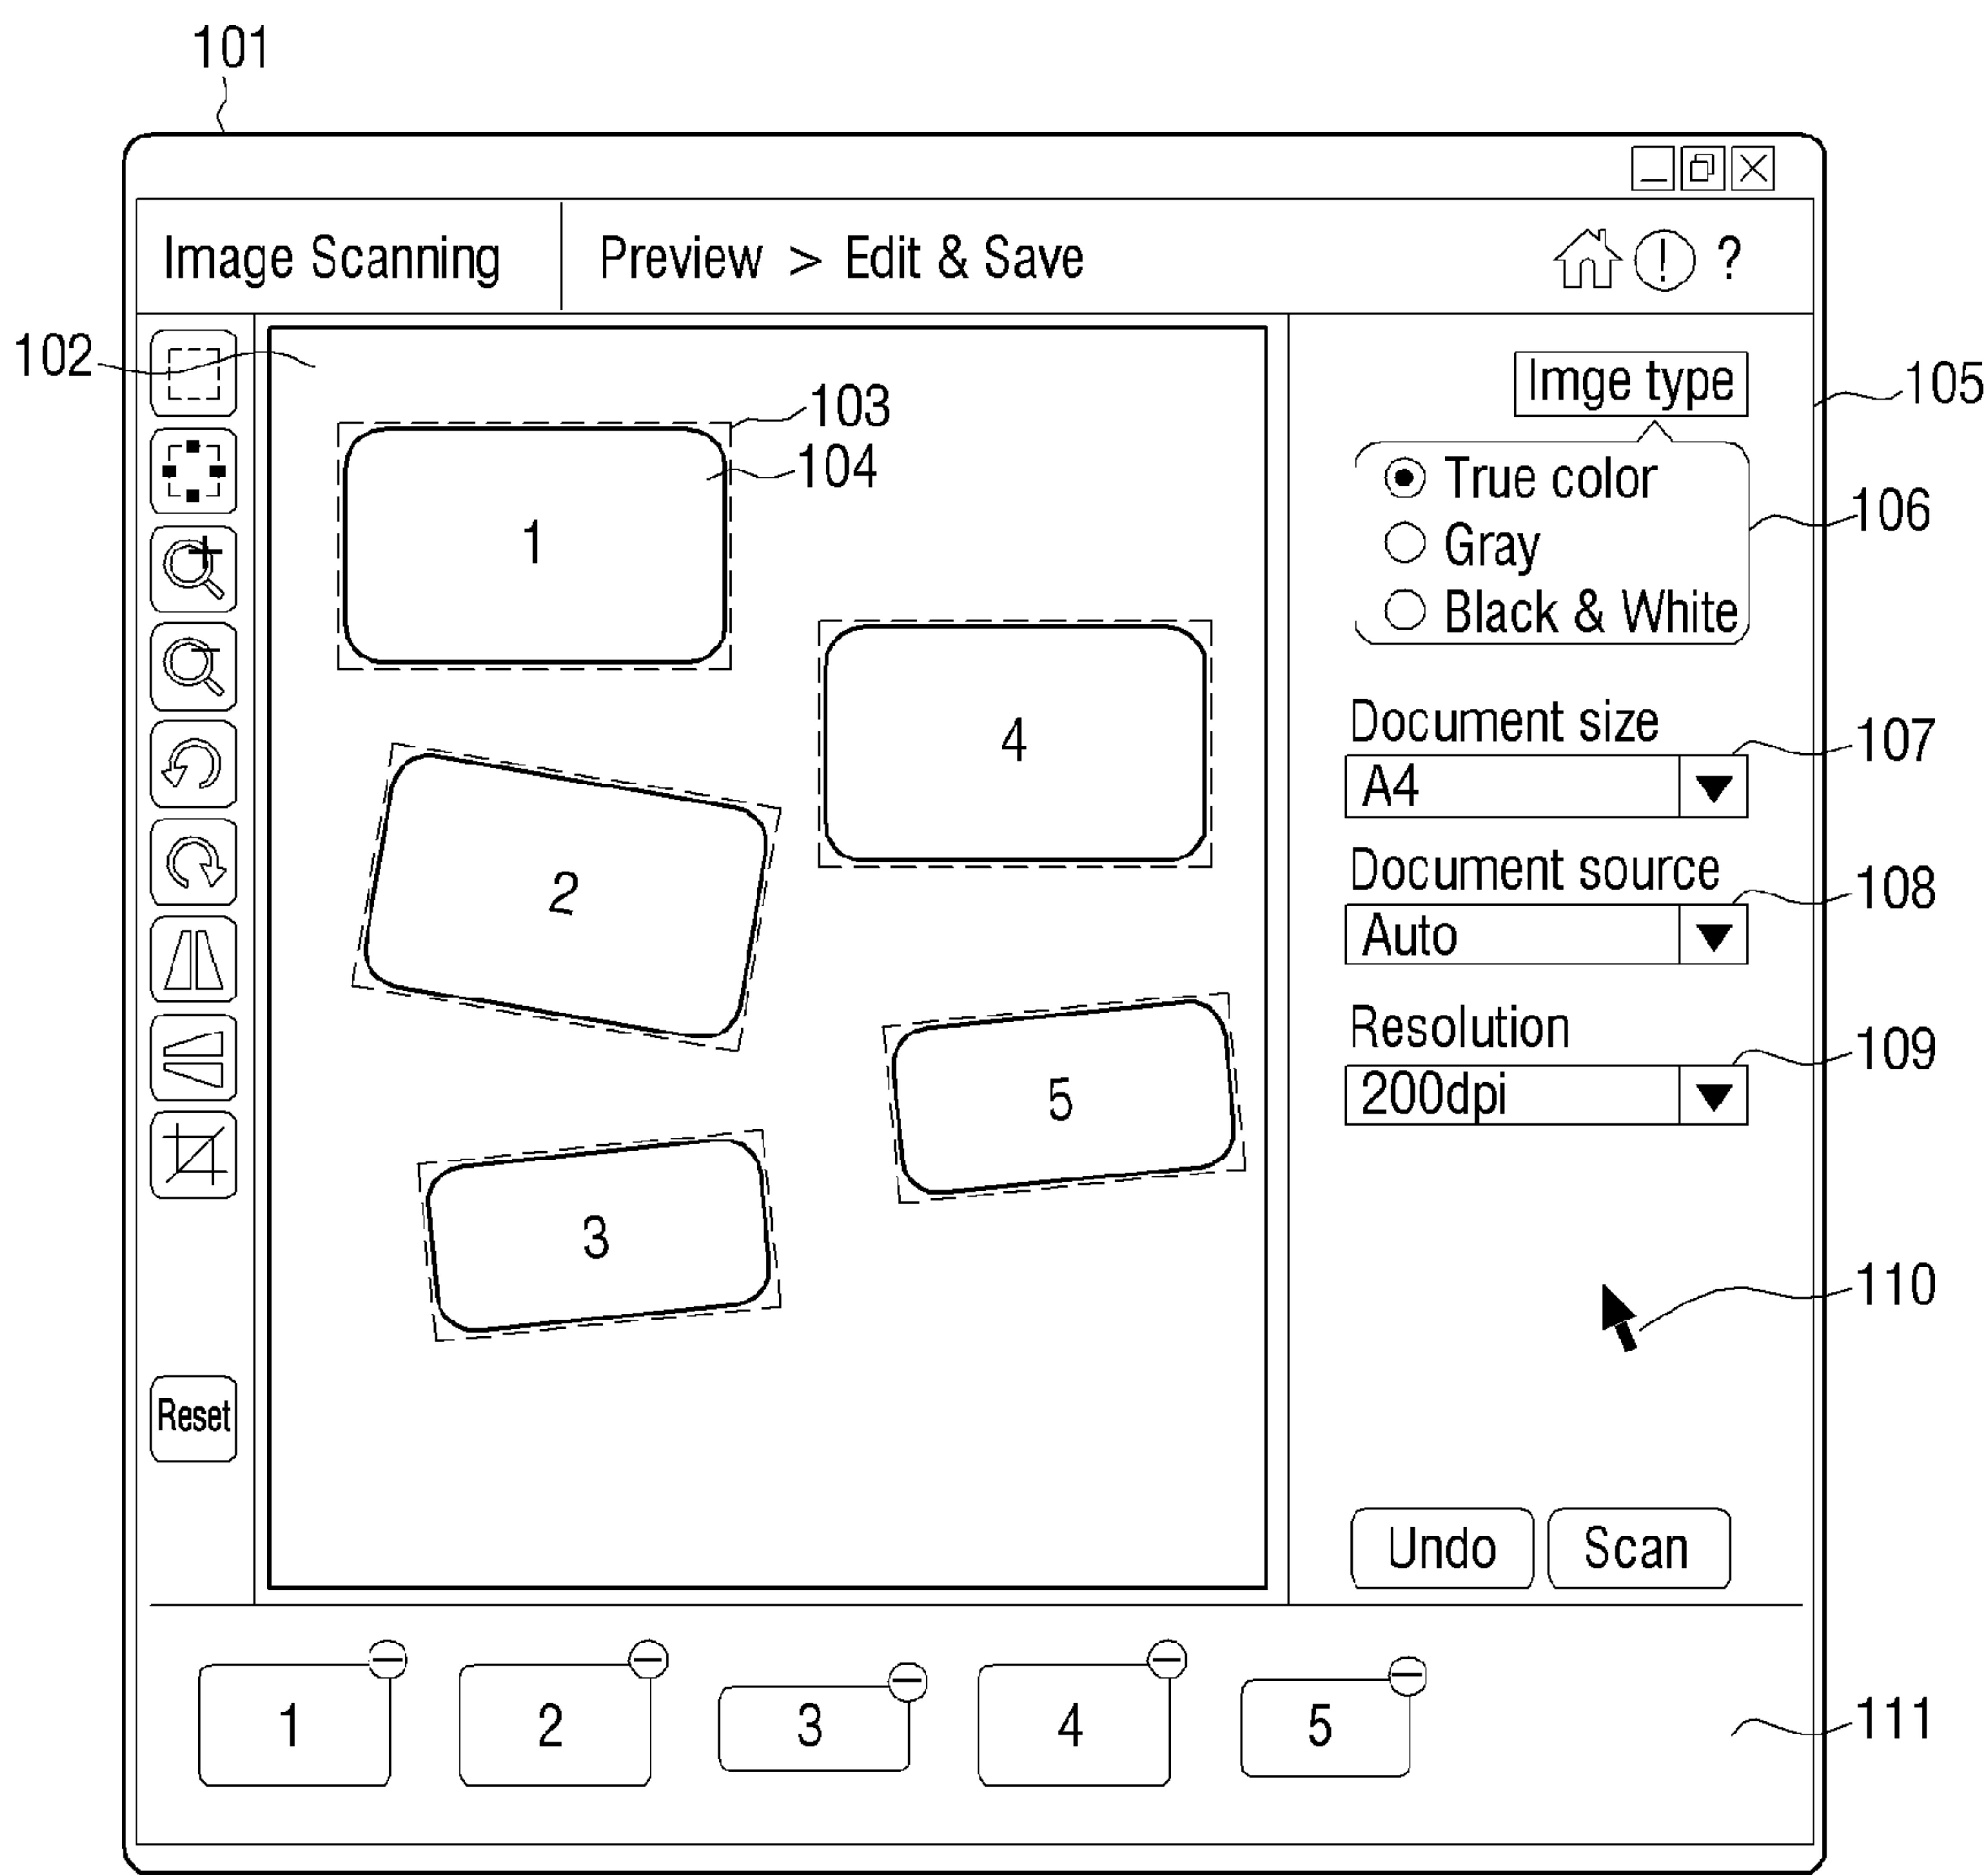 101
Image Scanning
Preview > Edit & Save
?
102
103
104
1
4
2
5
3
Reset
Imge type
105
True color
Gray
Black & White
106
Document size
107
A4
Document source
108
Auto
Resolution
109
200dpi
110
Undo
Scan
1
2
3
4
5
111